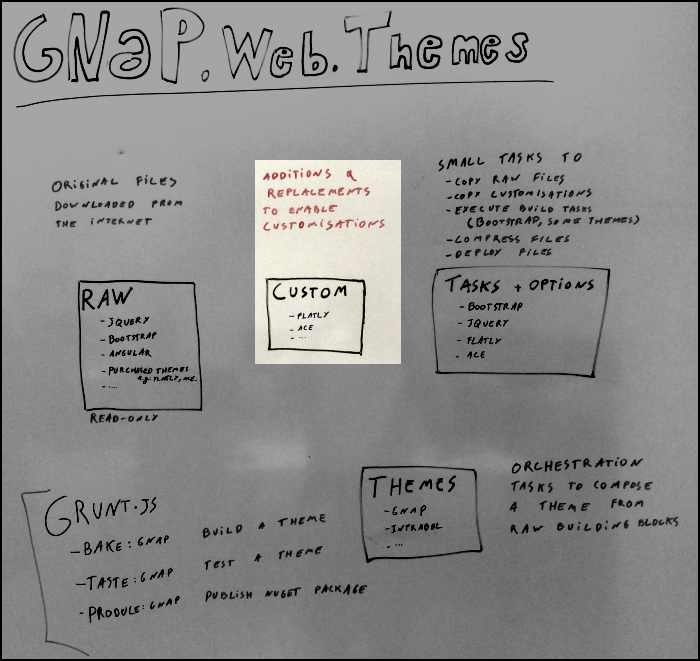 GNaP.Web.Themes
ORIGINAL FILES
DOWNLOADED FROM
THE INTERNET
ADDITIONS &
REPLACEMENTS
TO ENABLE
CUSTOMISATIONS
SMALL TASKS TO
- COPY RAW FILES
- COPY CUSTOMISATIONS
- EXECUTE BUILD TASKS
(BOOTSTRAP, SOME THEMES)
- COMPRESS FILES
- DEPLOY FILES
RAW
- JQUERY
- BOOTSTRAP
- ANGULAR
- PURCHASED THEMES
e.g. FLATLY, ACE.
- ....
READ-ONLY
CUSTOM
- FLATLY
- ACE
- ...
TASKS + OPTIONS
- BOOTSTRAP
- JQUERY
- FLATLY
- ACE
THEMES
- GNAP
- INFRABEL
- ...
ORCHESTRATION
TASKS TO COMPOSE
A THEME FROM
RAW BUILDING BLOCKS
GRUNT.JS
- BAKE:GNAP BUILD A THEME
- TASTE:GNAP TEST A THEME
- PRODUCE:GNAP PUBLISH NUGET PACKAGE